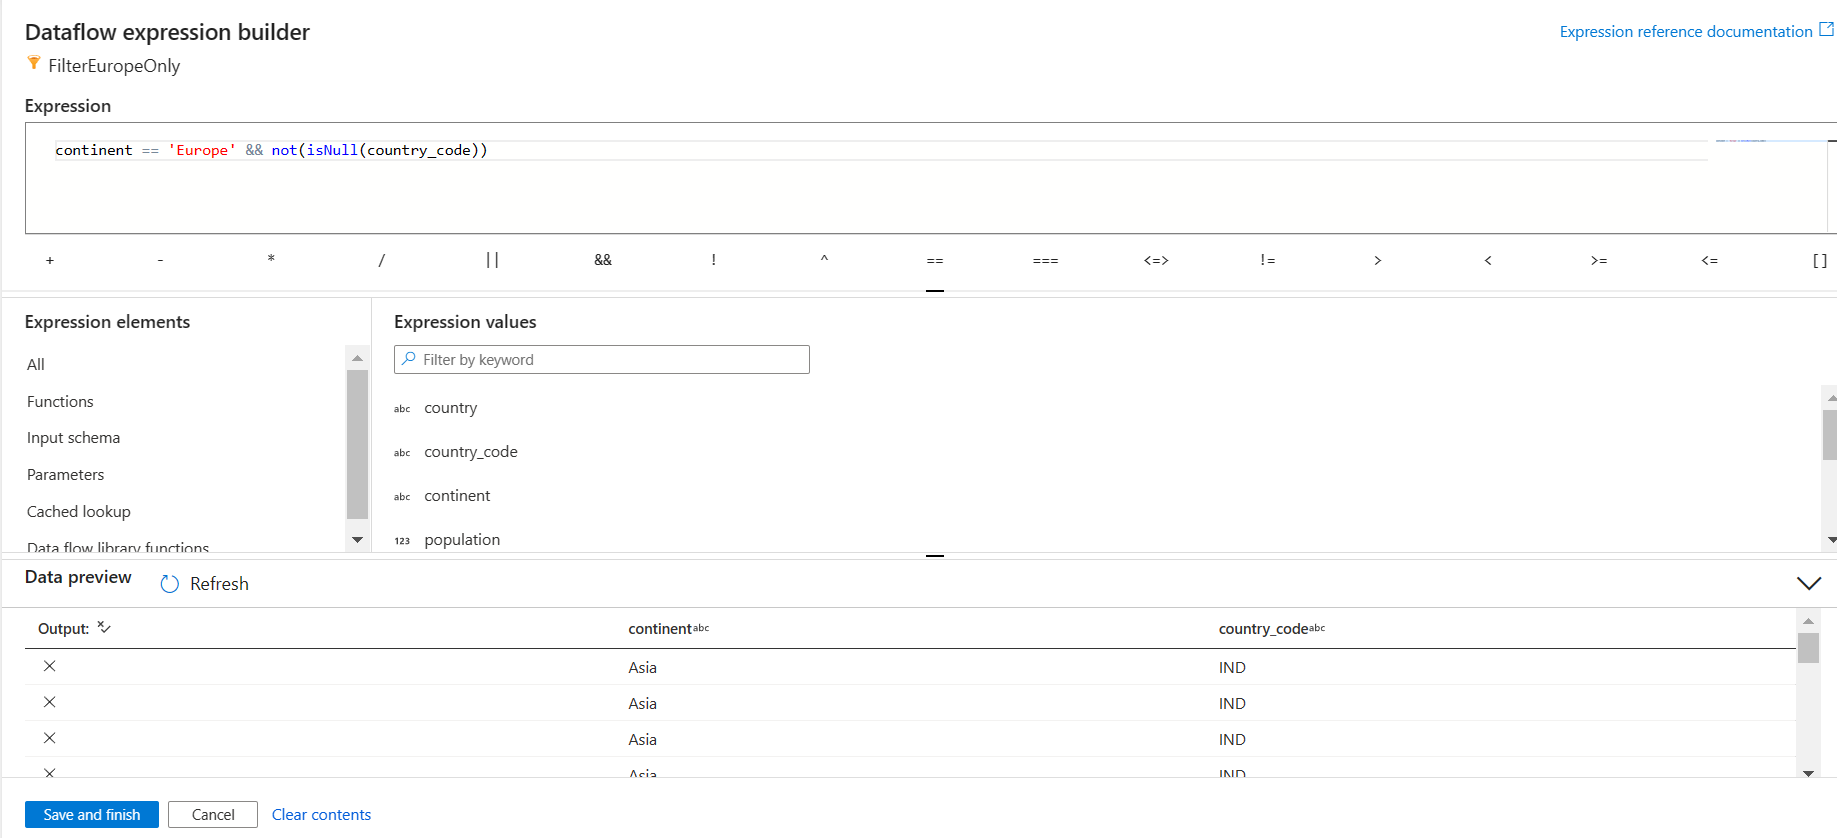 Dataflow expression builder
Expression reference documentation
FilterEuropeOnly
Expression
continent == 'Europe' && not(isNull(country_code))
+ - * / || && ! ^ == === <=> != > < >= <= []
Expression elements
Expression values
Filter by keyword
All
Functions
Input schema
Parameters
Cached lookup
Data flow library functions
abc country
abc country_code
abc continent
123 population
Data preview
Refresh
Output: continent abc country_code abc
Asia IND
Asia IND
Asia IND
Asia IND
Save and finish
Cancel
Clear contents